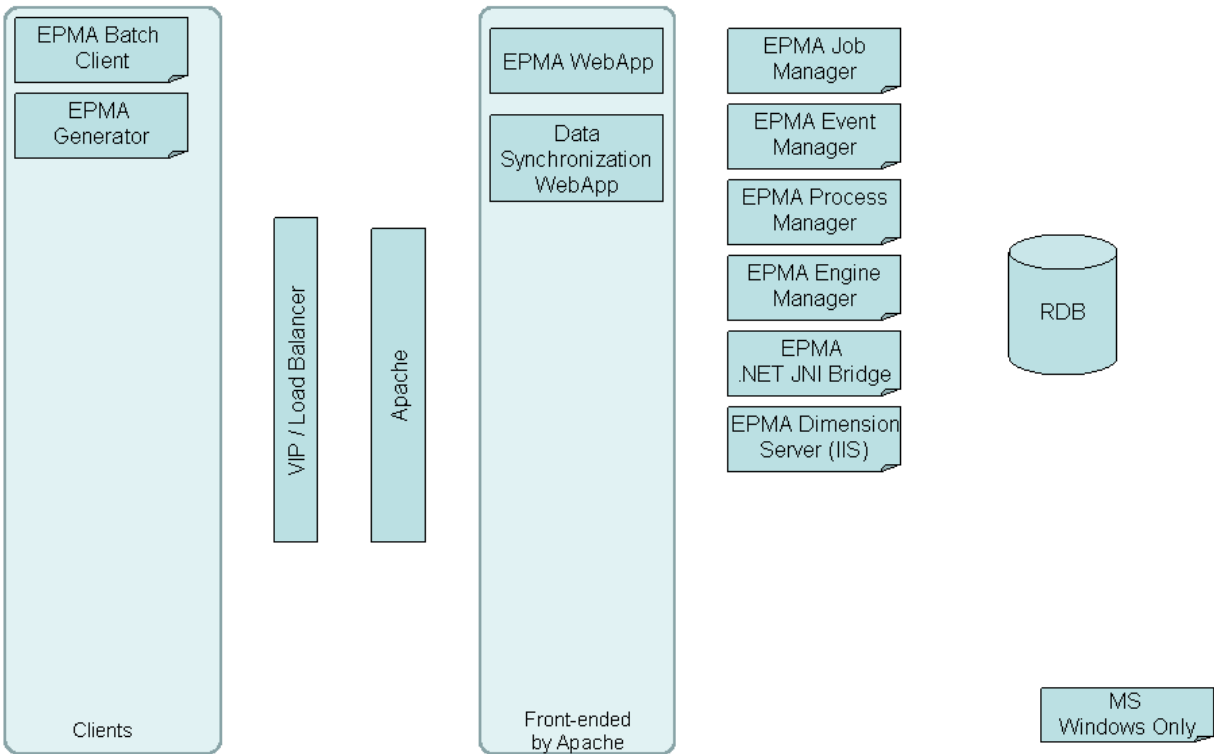 EPMA Batch
Client
EPMA
Generator
Clients
VIP / Load Balancer
Apache
EPMA WebApp
Data
Synchronization
WebApp
Front-ended
by Apache
EPMA Job
Manager
EPMA Event
Manager
EPMA Process
Manager
EPMA Engine
Manager
EPMA
.NET JNI Bridge
EPMA Dimension
Server (IIS)
RDB
MS
Windows Only